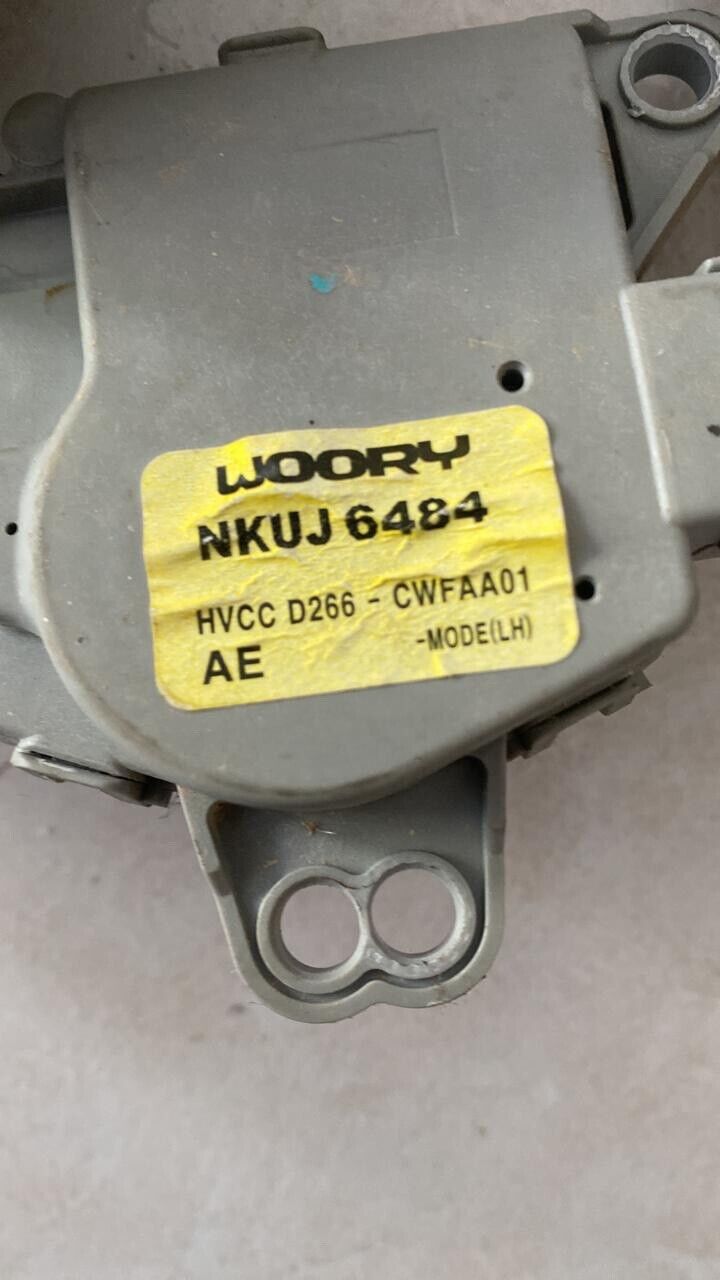 WOORY
NKUJ 6484
HVCC D266 - CWFAA01
AE -MODE(LH)